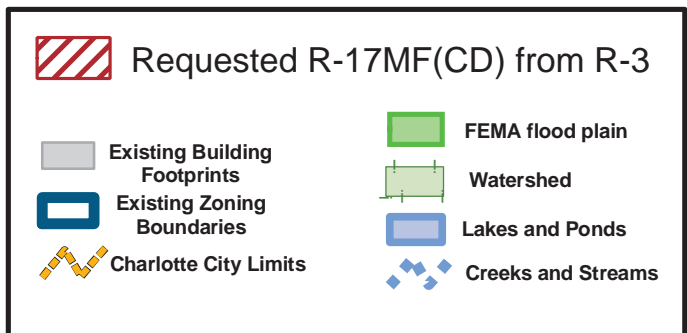 Requested R-17MF(CD) from R-3
Existing Building
Footprints
Existing Zoning
Boundaries
Charlotte City Limits
FEMA flood plain
Watershed
Lakes and Ponds
Creeks and Streams